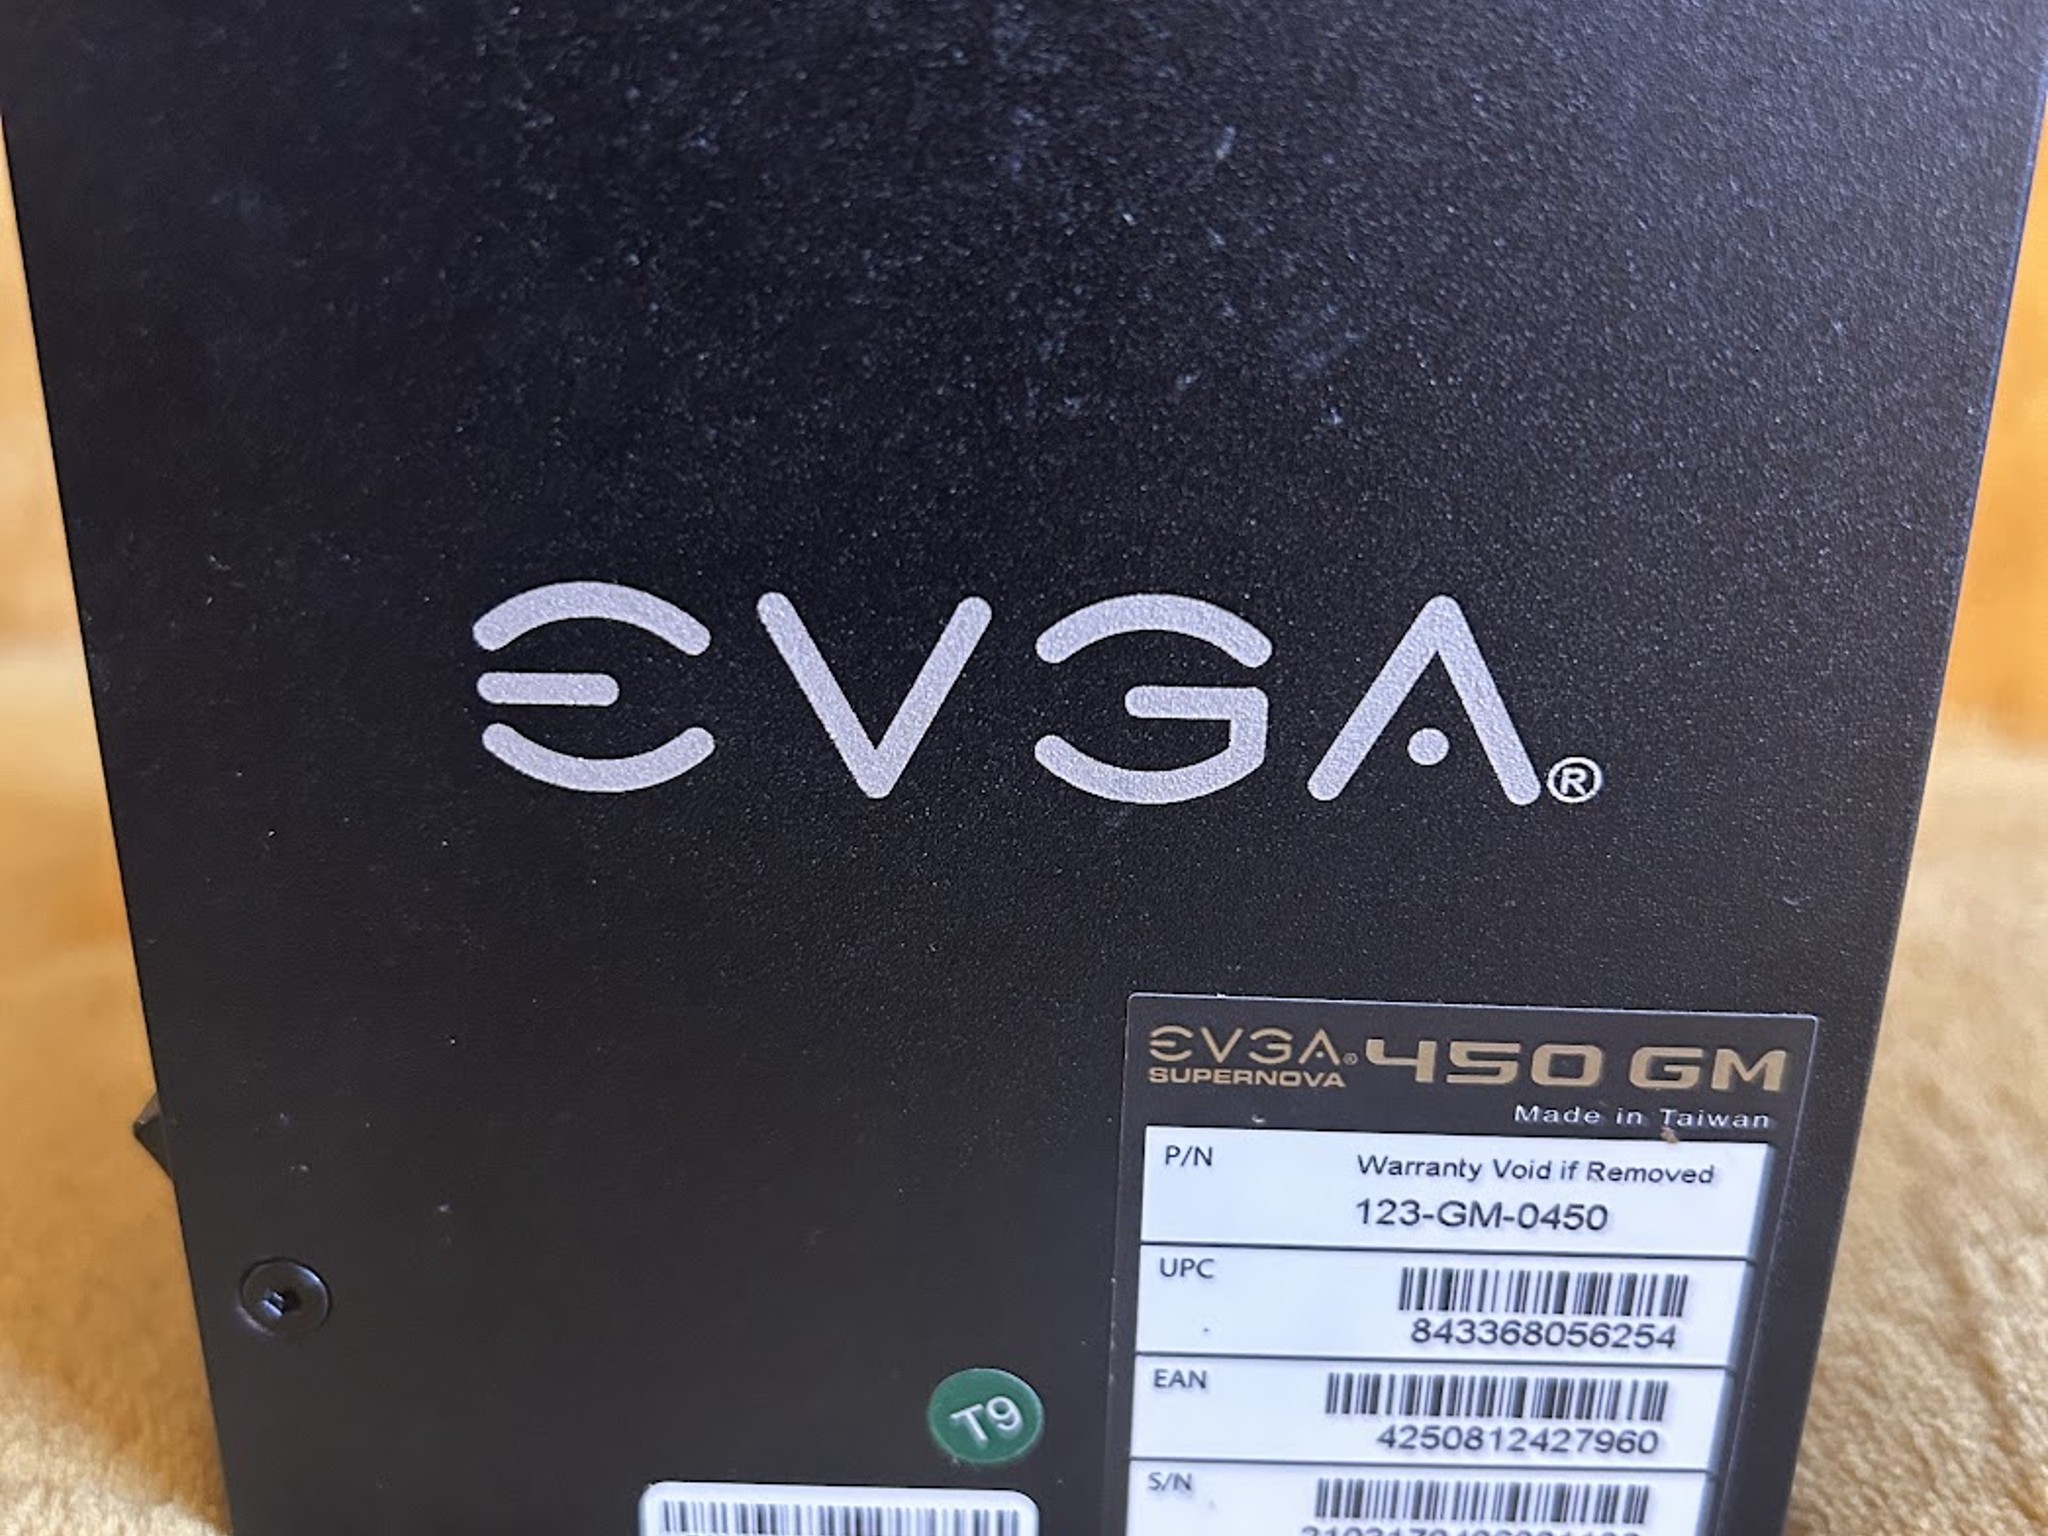 EVGA®
EVGA® SUPERNOVA 450 GM
Made in Taiwan
P/N
Warranty Void if Removed
123-GM-0450
UPC
843368056254
EAN
4250812427960
S/N
T9